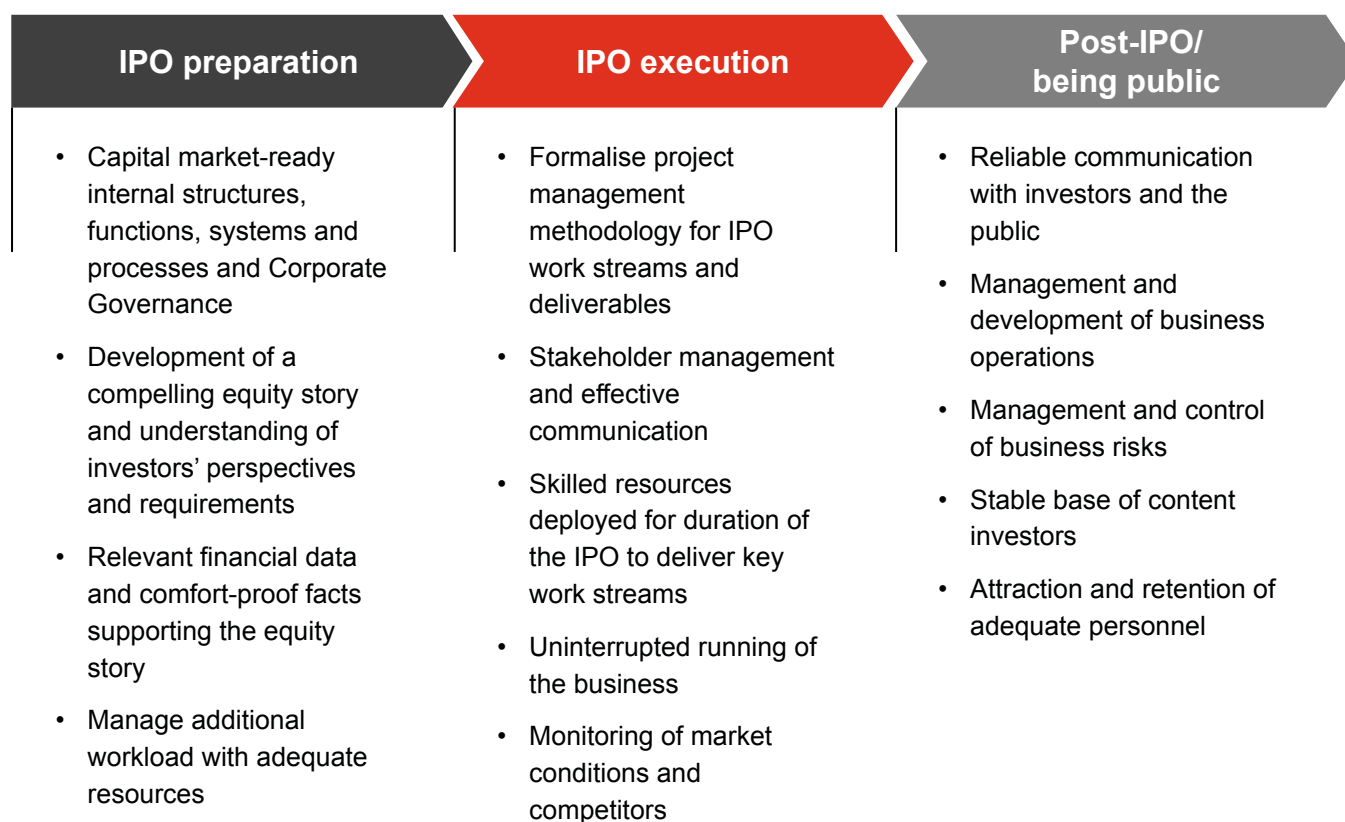 IPO preparation
• Capital market-ready
internal structures,
functions, systems and
processes and Corporate
Governance
• Development of a
compelling equity story
and understanding of
investors’ perspectives
and requirements
• Relevant financial data
and comfort-proof facts
supporting the equity
story
• Manage additional
workload with adequate
resources
IPO execution
• Formalise project
management
methodology for IPO
work streams and
deliverables
• Stakeholder management
and effective
communication
• Skilled resources
deployed for duration of
the IPO to deliver key
work streams
• Uninterrupted running of
the business
• Monitoring of market
conditions and
competitors
Post-IPO/
being public
• Reliable communication
with investors and the
public
• Management and
development of business
operations
• Management and control
of business risks
• Stable base of content
investors
• Attraction and retention of
adequate personnel